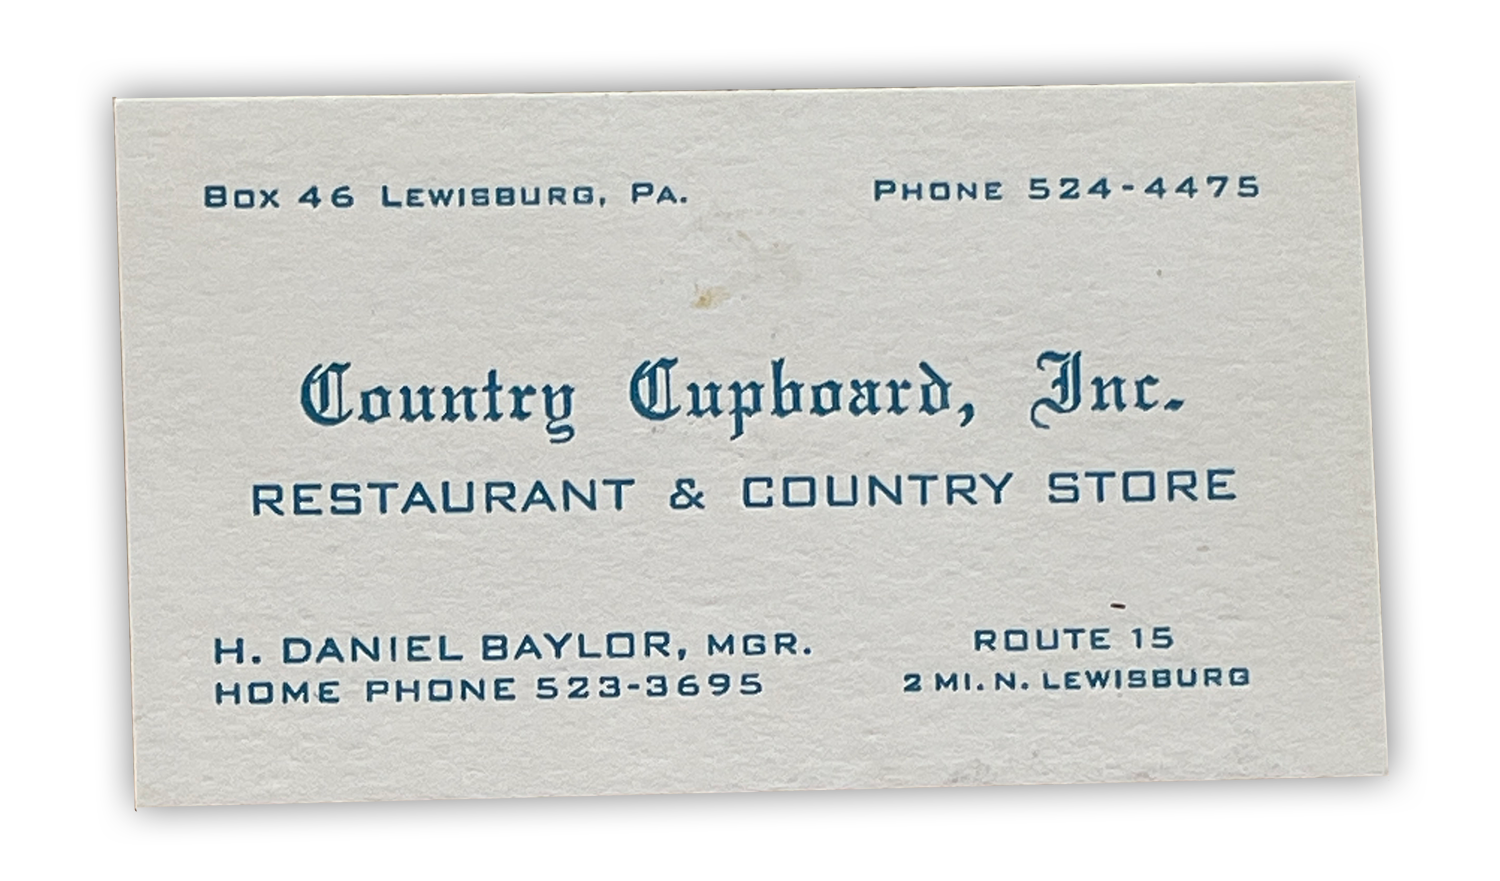 Box 46 Lewisburg, Pa.
Phone 524-4475
Country Cupboard, Inc.
RESTAURANT & COUNTRY STORE
H. DANIEL BAYLOR, MGR.
HOME PHONE 523-3695
ROUTE 15
2 MI. N. LEWISBURG